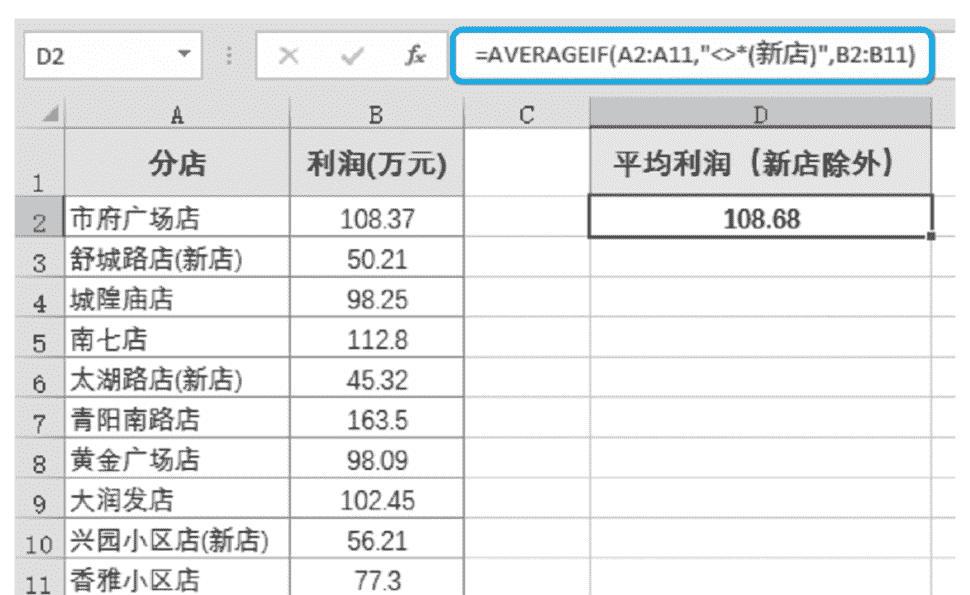 D2 fx =AVERAGEIF(A2:A11,"<>*(新店)",B2:B11)
A B C D
1 分店 利润(万元) 平均利润（新店除外）
2 市府广场店 108.37 108.68
3 舒城路店(新店) 50.21
4 城隍庙店 98.25
5 南七店 112.8
6 太湖路店(新店) 45.32
7 青阳南路店 163.5
8 黄金广场店 98.09
9 大润发店 102.45
10 兴园小区店(新店) 56.21
11 香雅小区店 77.3